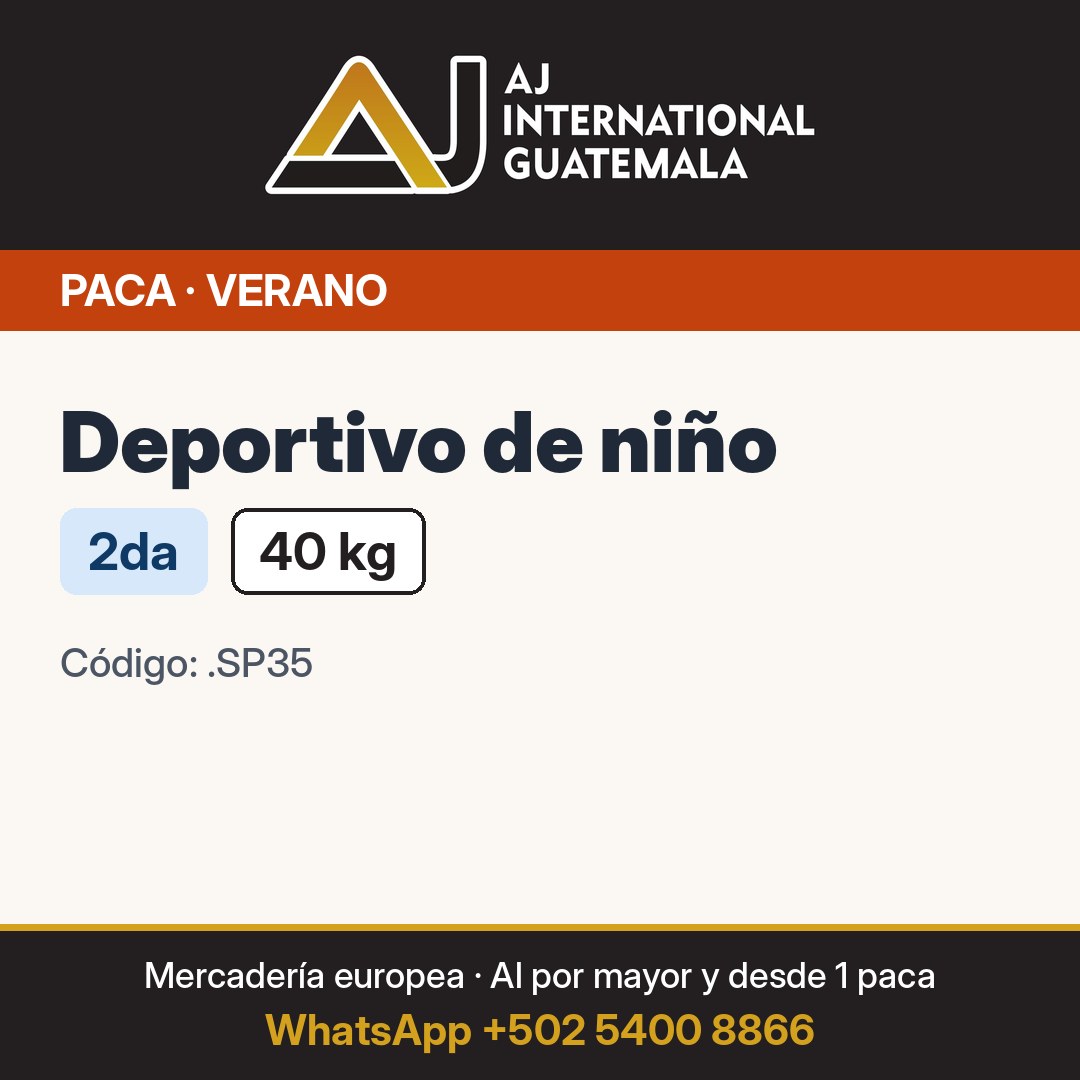 AJ
AJ
INTERNATIONAL
GUATEMALA
PACA · VERANO
Deportivo de niño
2da
40 kg
Código: .SP35
Mercadería europea · Al por mayor y desde 1 paca
WhatsApp +502 5400 8866